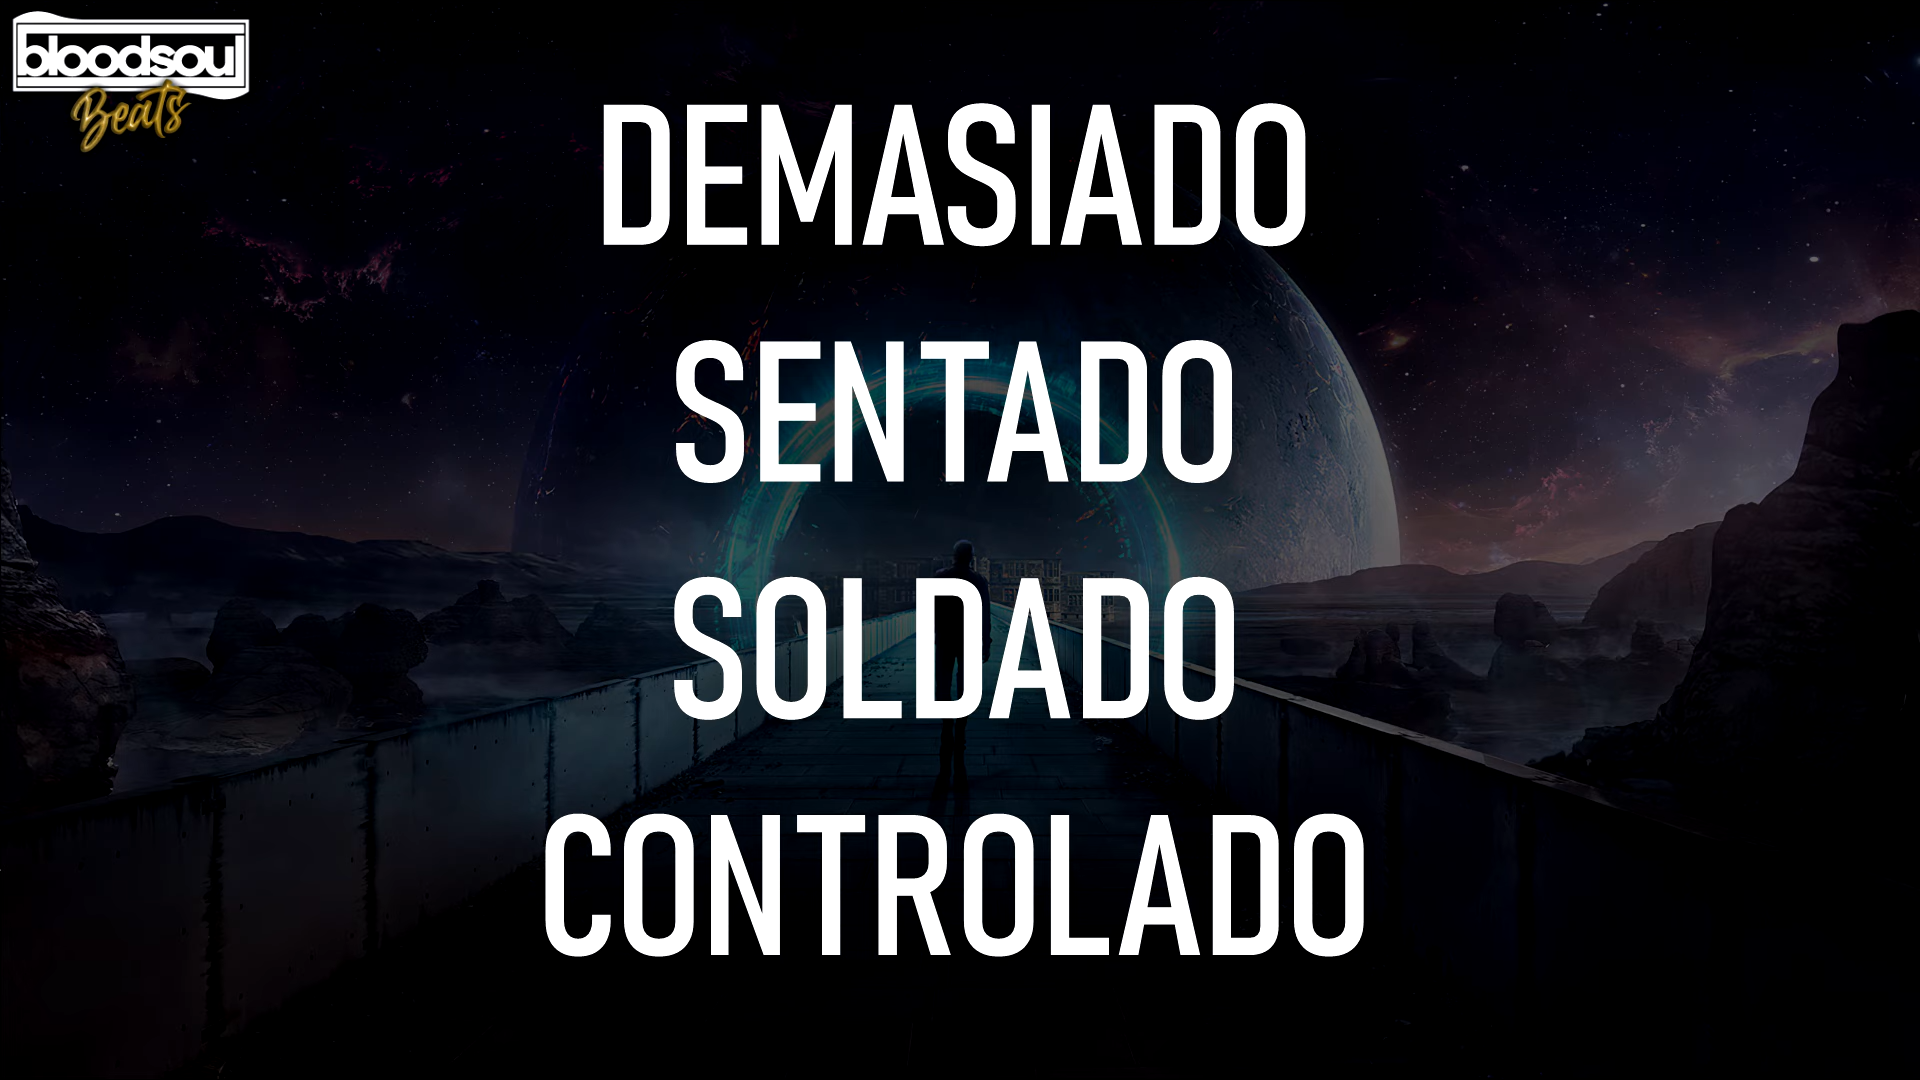 bloodsoul
Beats
DEMASIADO
SENTADO
SOLDADO
CONTROLADO